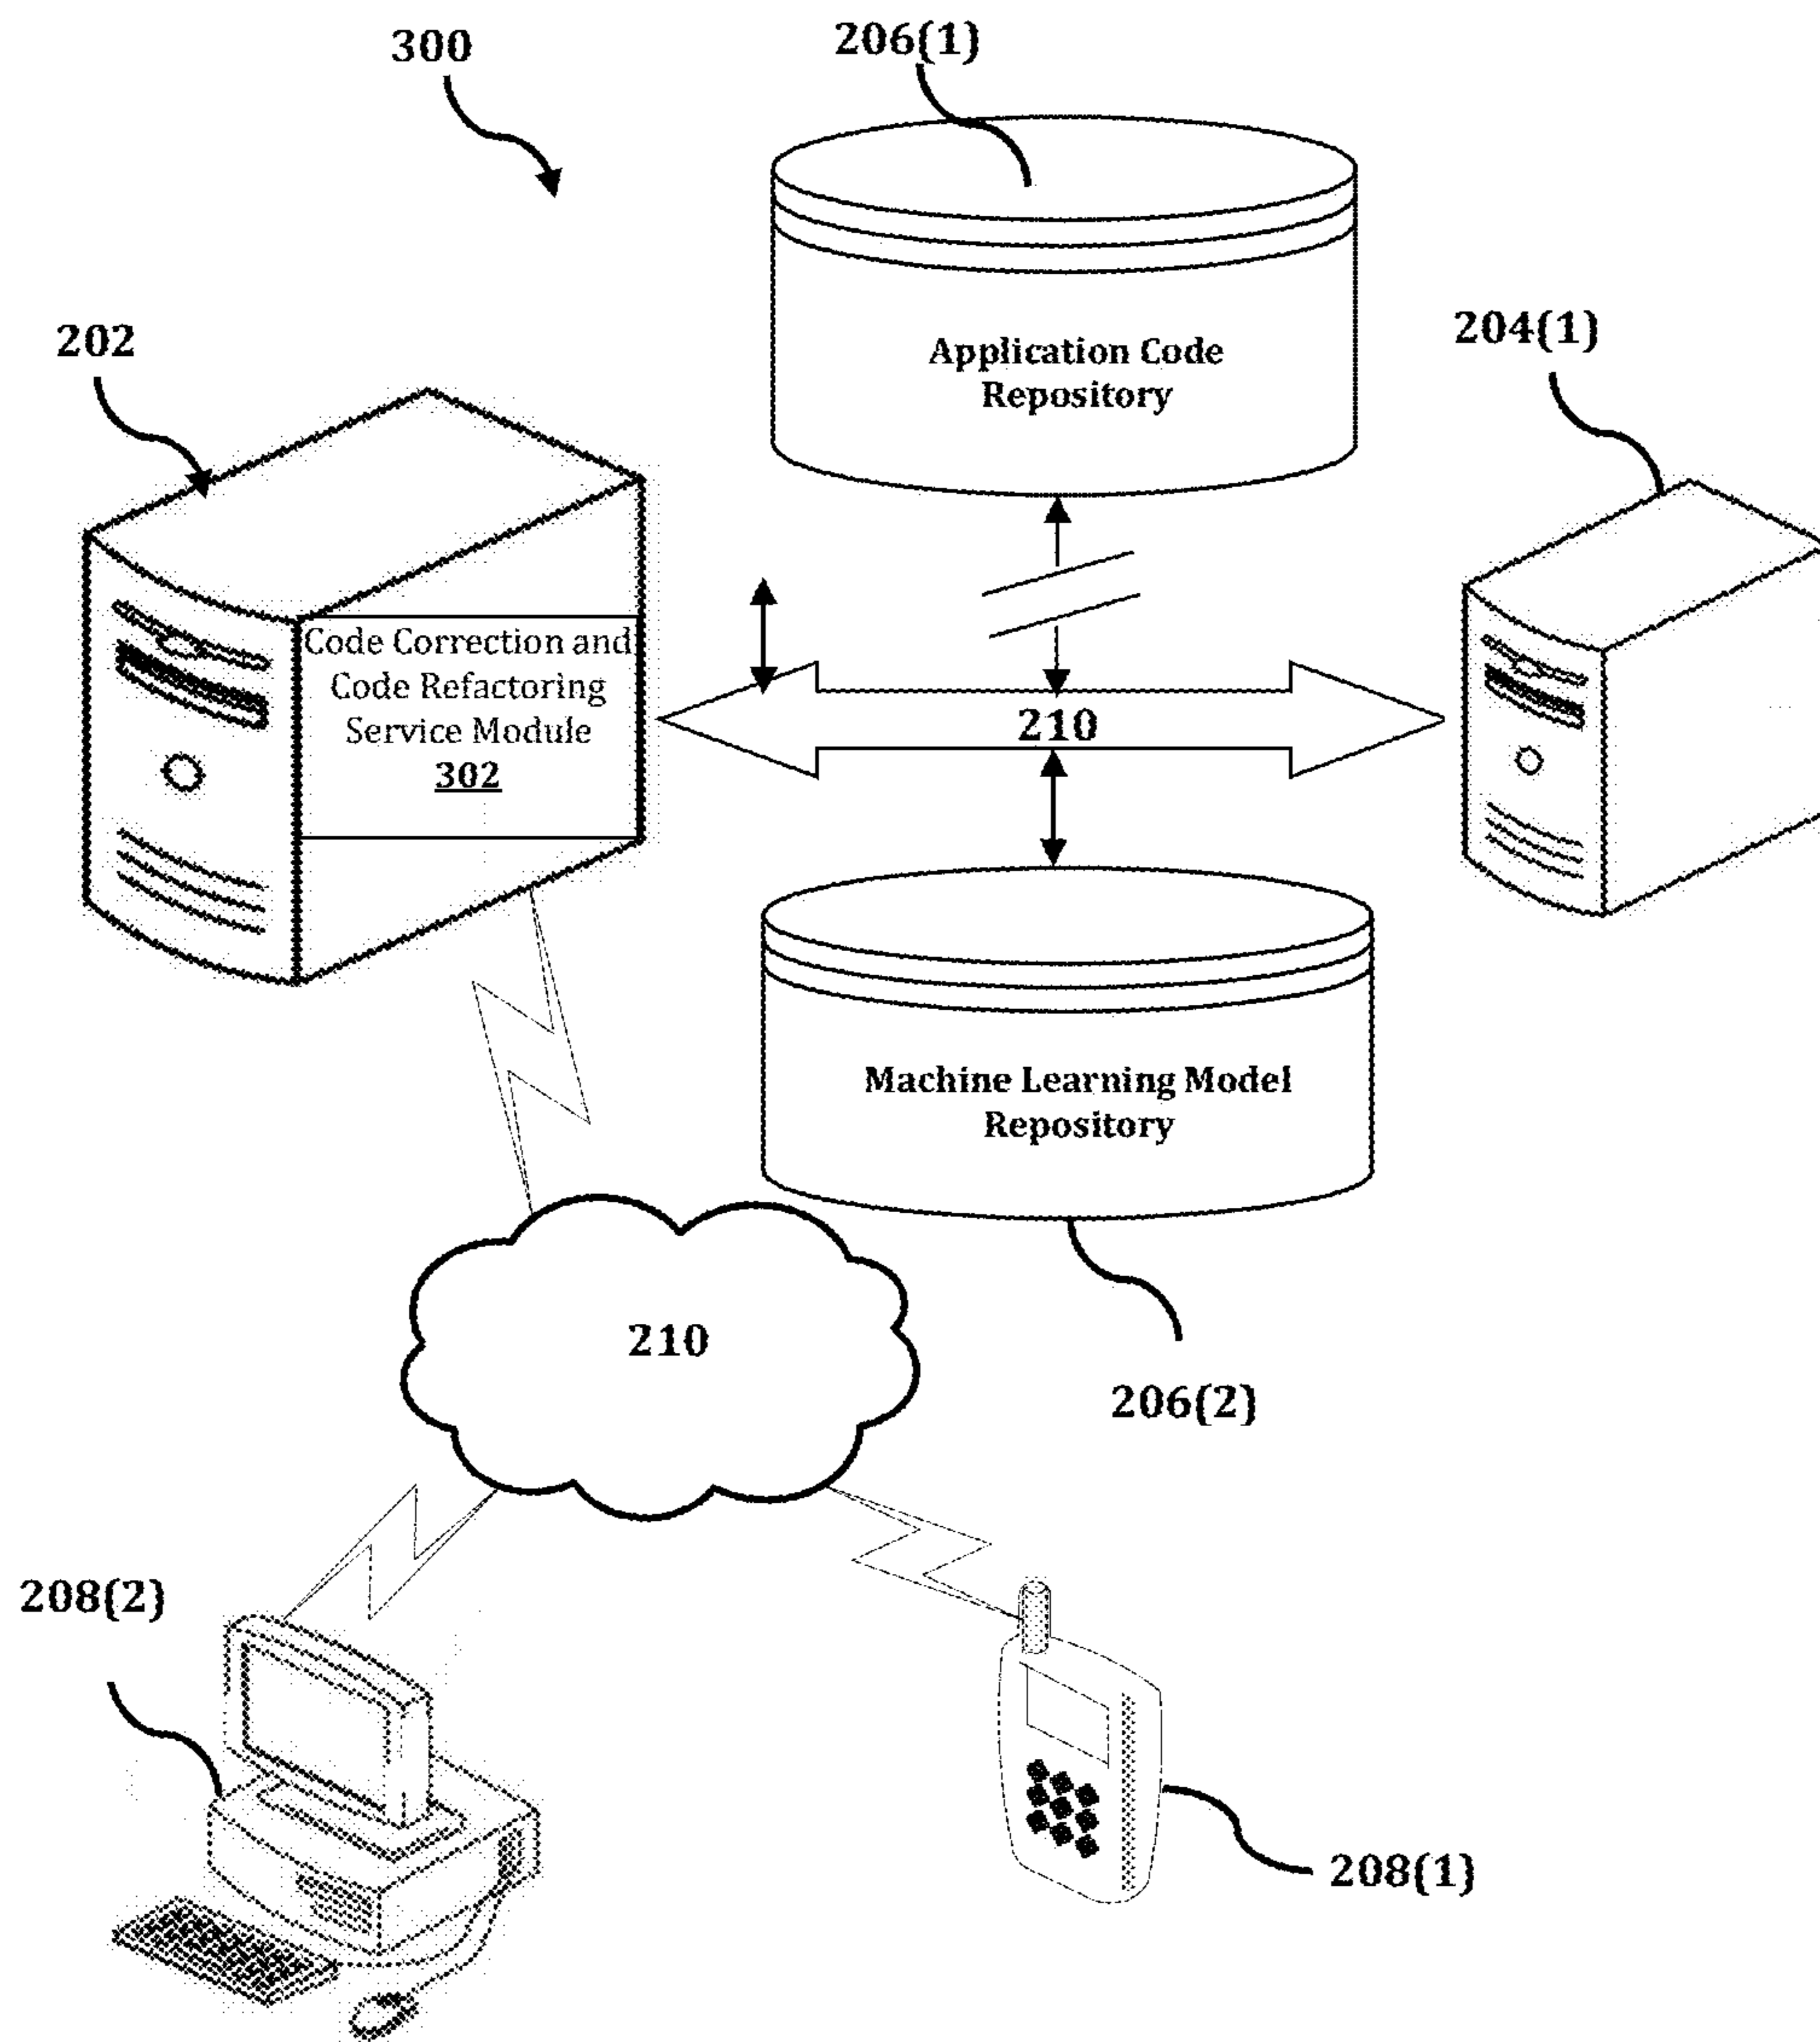 300
206(1)
202
204(1)
Application Code
Repository
Code Correction and
Code Refactoring
Service Module
302
210
Machine Learning Model
Repository
210
206(2)
208(2)
208(1)